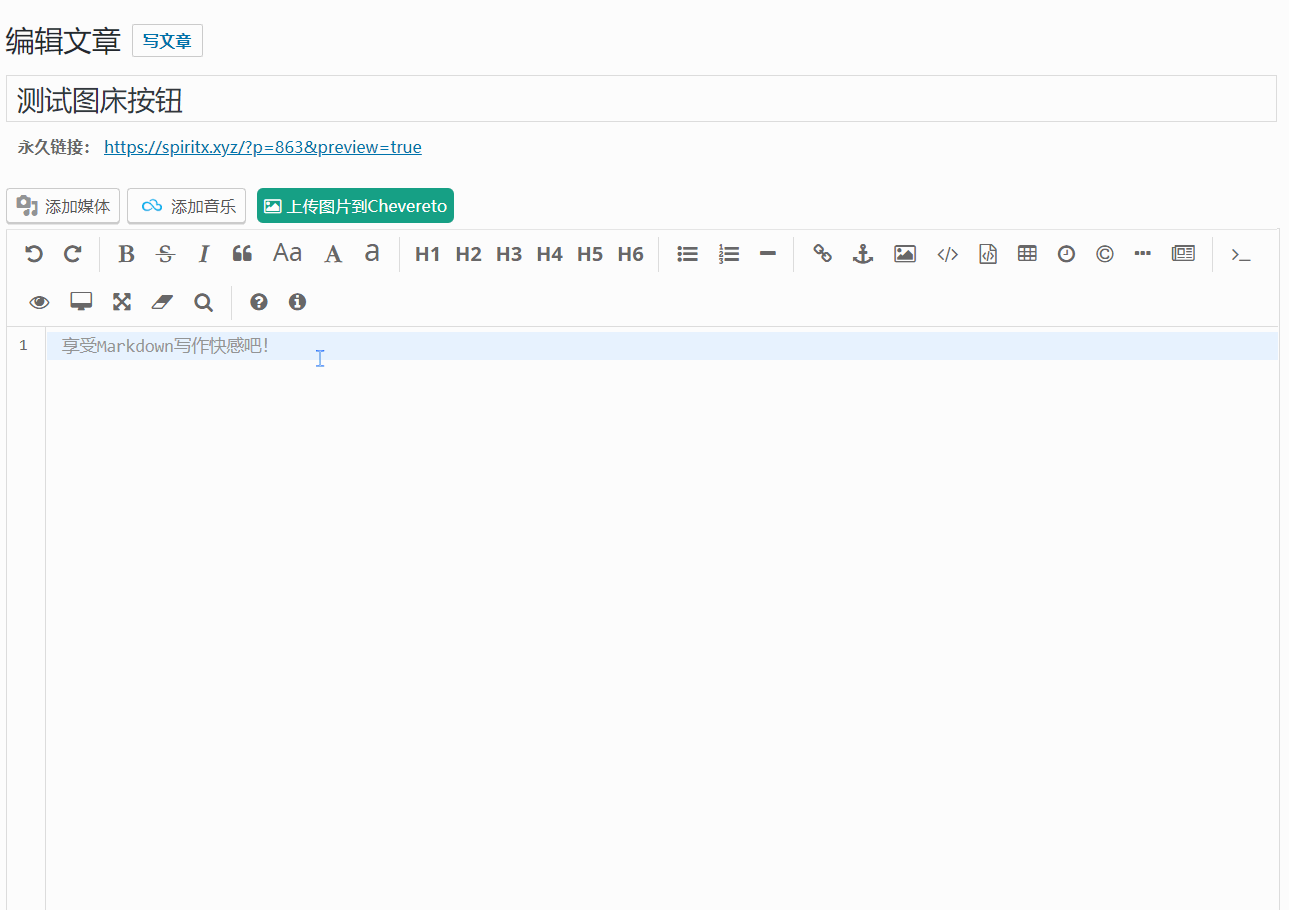 编辑文章 写文章
测试图床按钮
永久链接： https://spiritx.xyz/?p=863&preview=true
添加媒体 添加音乐 上传图片到Chevereto
B S I Aa A a H1 H2 H3 H4 H5 H6
1 享受Markdown写作快感吧！